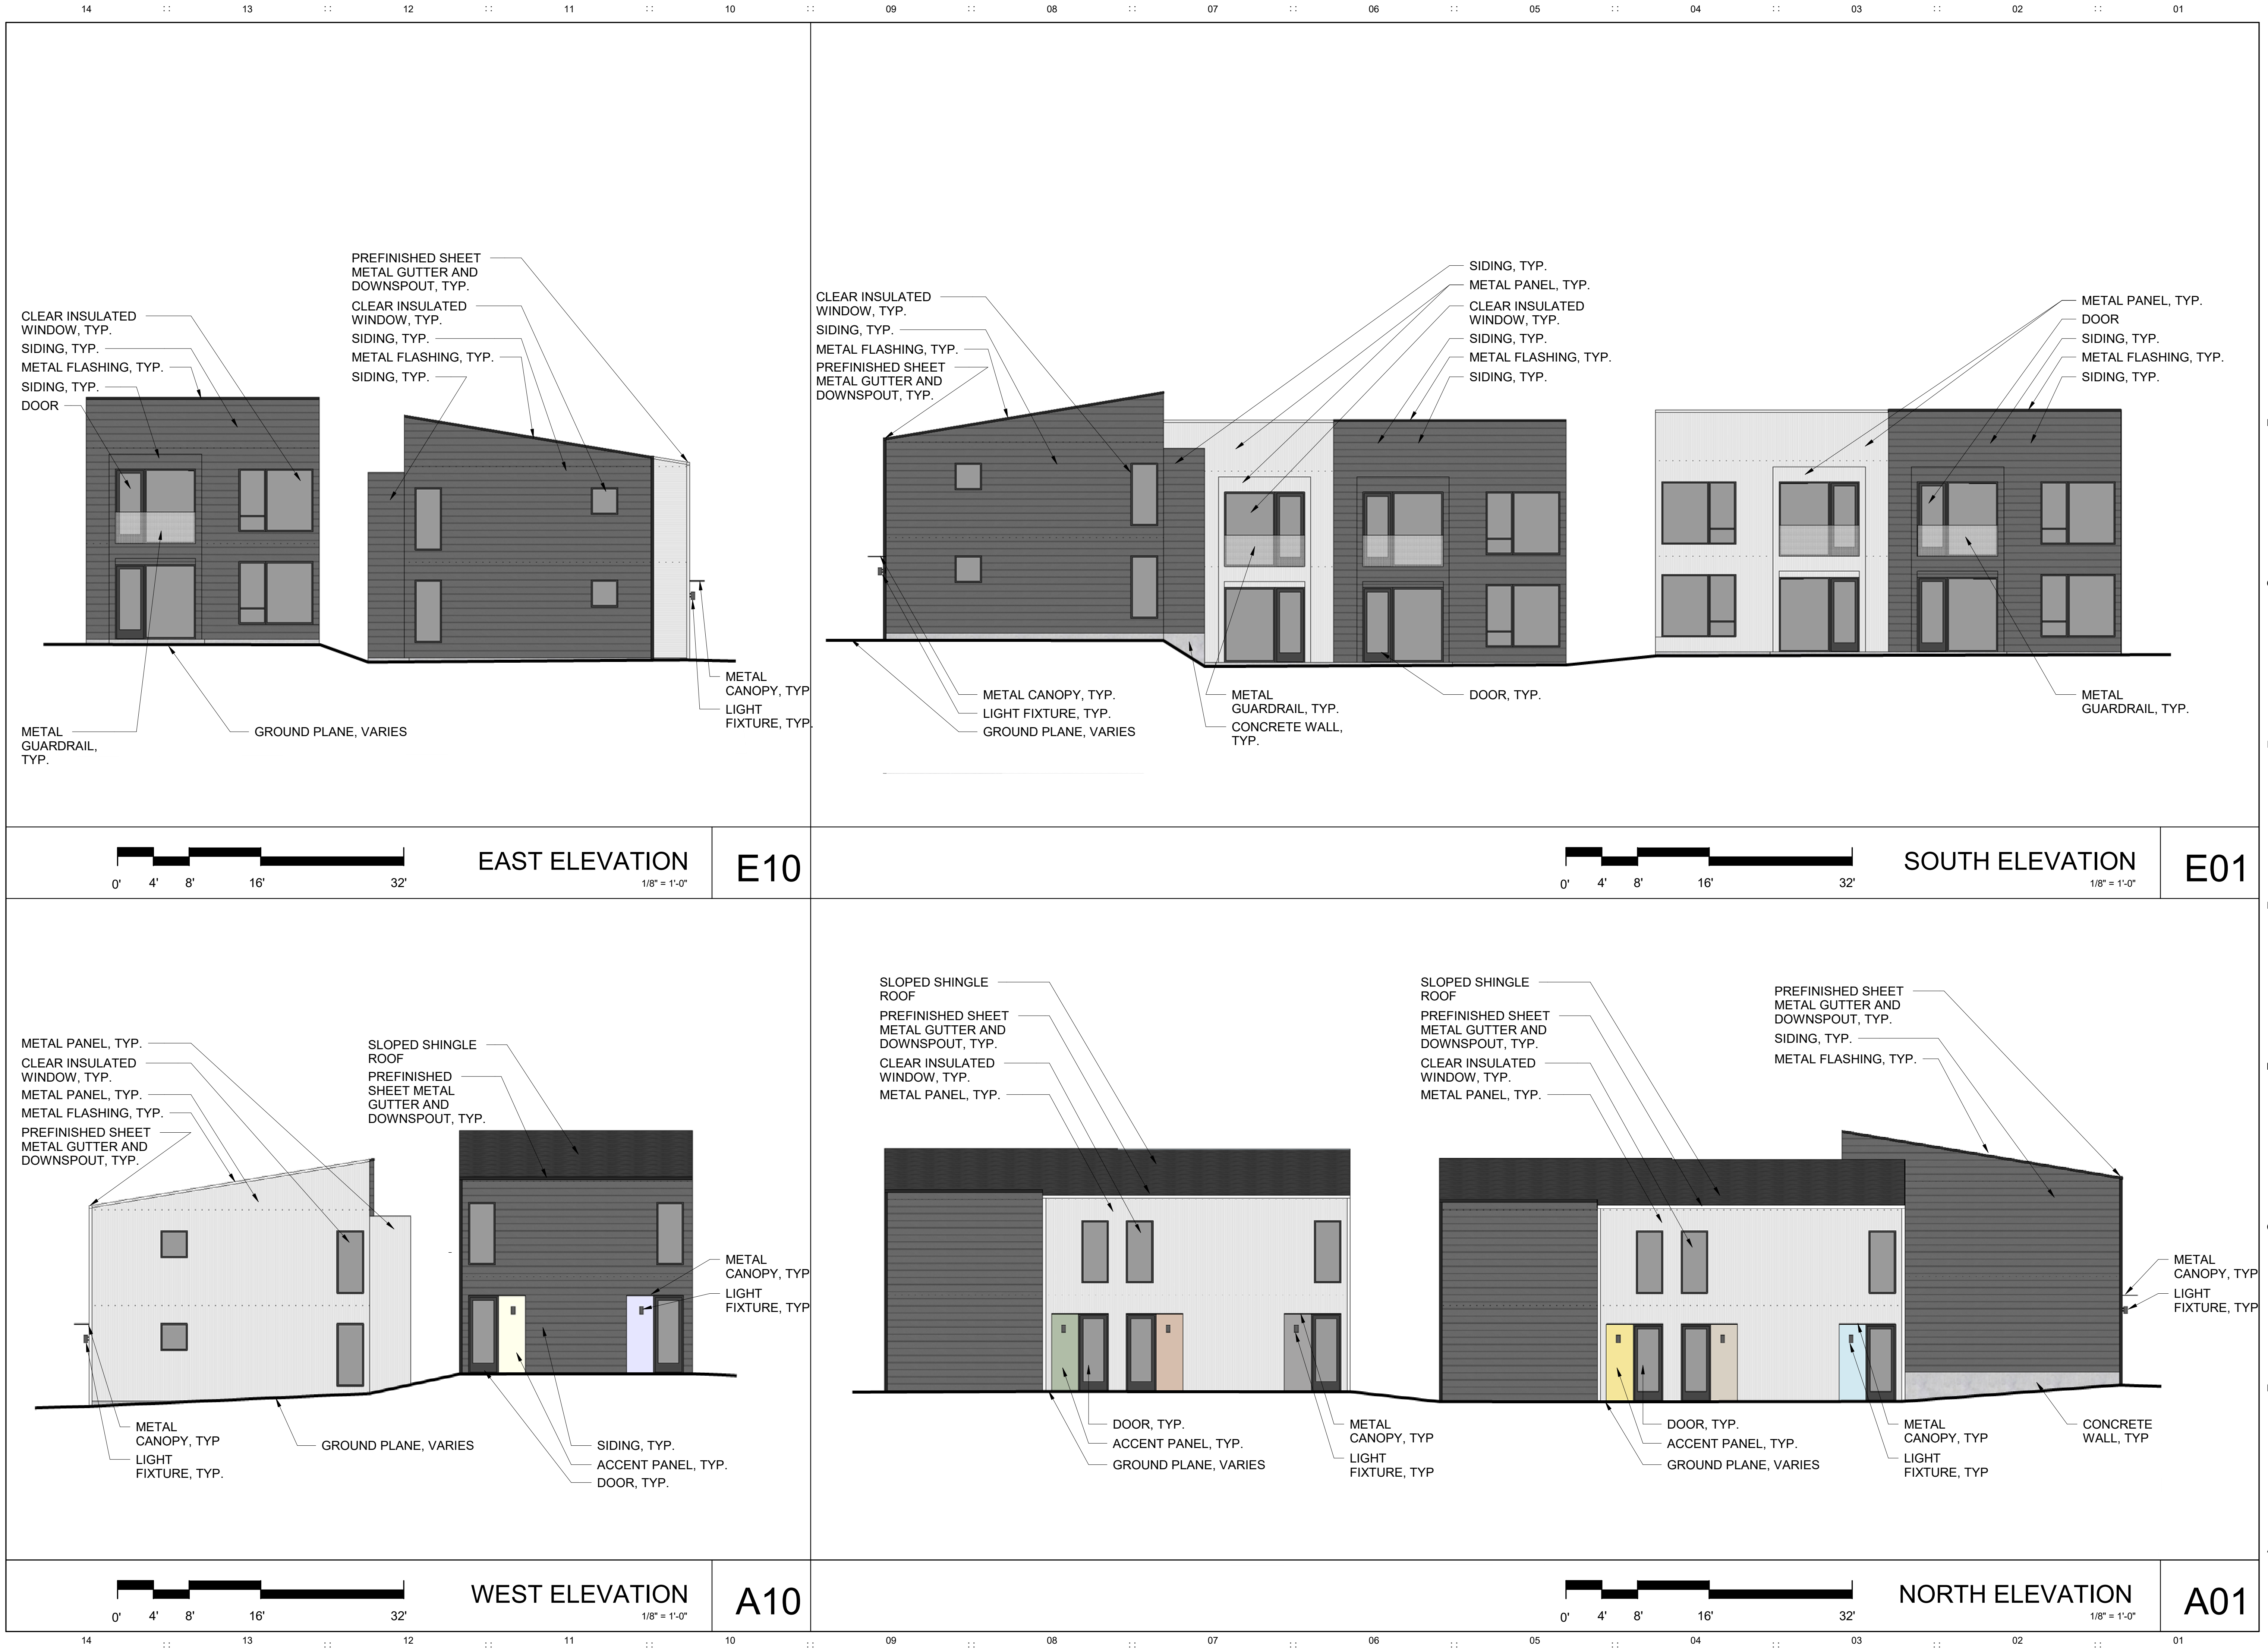 14 :: 13 :: 12 :: 11 :: 10 :: 09 :: 08 :: 07 :: 06 :: 05 :: 04 :: 03 :: 02 :: 01
CLEAR INSULATED
WINDOW, TYP.
SIDING, TYP.
METAL FLASHING, TYP.
SIDING, TYP.
DOOR
PREFINISHED SHEET
METAL GUTTER AND
DOWNSPOUT, TYP.
CLEAR INSULATED
WINDOW, TYP.
SIDING, TYP.
METAL FLASHING, TYP.
SIDING, TYP.
METAL
CANOPY, TYP
LIGHT
FIXTURE, TYP.
METAL
GUARDRAIL,
TYP.
GROUND PLANE, VARIES
0' 4' 8' 16' 32'
EAST ELEVATION
1/8" = 1'-0"
E10
CLEAR INSULATED
WINDOW, TYP.
SIDING, TYP.
METAL FLASHING, TYP.
PREFINISHED SHEET
METAL GUTTER AND
DOWNSPOUT, TYP.
SIDING, TYP.
METAL PANEL, TYP.
CLEAR INSULATED
WINDOW, TYP.
SIDING, TYP.
METAL FLASHING, TYP.
SIDING, TYP.
METAL PANEL, TYP.
DOOR
SIDING, TYP.
METAL FLASHING, TYP.
SIDING, TYP.
METAL CANOPY, TYP.
LIGHT FIXTURE, TYP.
GROUND PLANE, VARIES
METAL
GUARDRAIL, TYP.
CONCRETE WALL,
TYP.
DOOR, TYP.
METAL
GUARDRAIL, TYP.
0' 4' 8' 16' 32'
SOUTH ELEVATION
1/8" = 1'-0"
E01
METAL PANEL, TYP.
CLEAR INSULATED
WINDOW, TYP.
METAL PANEL, TYP.
METAL FLASHING, TYP.
PREFINISHED SHEET
METAL GUTTER AND
DOWNSPOUT, TYP.
SLOPED SHINGLE
ROOF
PREFINISHED
SHEET METAL
GUTTER AND
DOWNSPOUT, TYP.
METAL
CANOPY, TYP
LIGHT
FIXTURE, TYP
METAL
CANOPY, TYP
LIGHT
FIXTURE, TYP.
GROUND PLANE, VARIES
SIDING, TYP.
ACCENT PANEL, TYP.
DOOR, TYP.
0' 4' 8' 16' 32'
WEST ELEVATION
1/8" = 1'-0"
A10
SLOPED SHINGLE
ROOF
PREFINISHED SHEET
METAL GUTTER AND
DOWNSPOUT, TYP.
CLEAR INSULATED
WINDOW, TYP.
METAL PANEL, TYP.
SLOPED SHINGLE
ROOF
PREFINISHED SHEET
METAL GUTTER AND
DOWNSPOUT, TYP.
CLEAR INSULATED
WINDOW, TYP.
METAL PANEL, TYP.
PREFINISHED SHEET
METAL GUTTER AND
DOWNSPOUT, TYP.
SIDING, TYP.
METAL FLASHING, TYP.
METAL
CANOPY, TYP
LIGHT
FIXTURE, TYP
DOOR, TYP.
ACCENT PANEL, TYP.
GROUND PLANE, VARIES
METAL
CANOPY, TYP
LIGHT
FIXTURE, TYP
DOOR, TYP.
ACCENT PANEL, TYP.
GROUND PLANE, VARIES
METAL
CANOPY, TYP
LIGHT
FIXTURE, TYP
CONCRETE
WALL, TYP
0' 4' 8' 16' 32'
NORTH ELEVATION
1/8" = 1'-0"
A01
14 :: 13 :: 12 :: 11 :: 10 :: 09 :: 08 :: 07 :: 06 :: 05 :: 04 :: 03 :: 02 :: 01